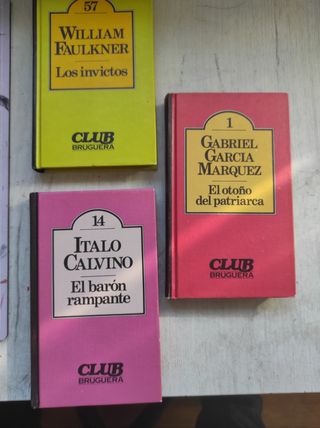 57
WILLIAM
FAULKNER
Los invictos
CLUB
BRUGUERA
1
GABRIEL
GARCIA
MARQUEZ
El otoño
del patriarca
CLUB
BRUGUERA
14
ITALO
CALVINO
El barón
rampante
CLUB
BRUGUERA